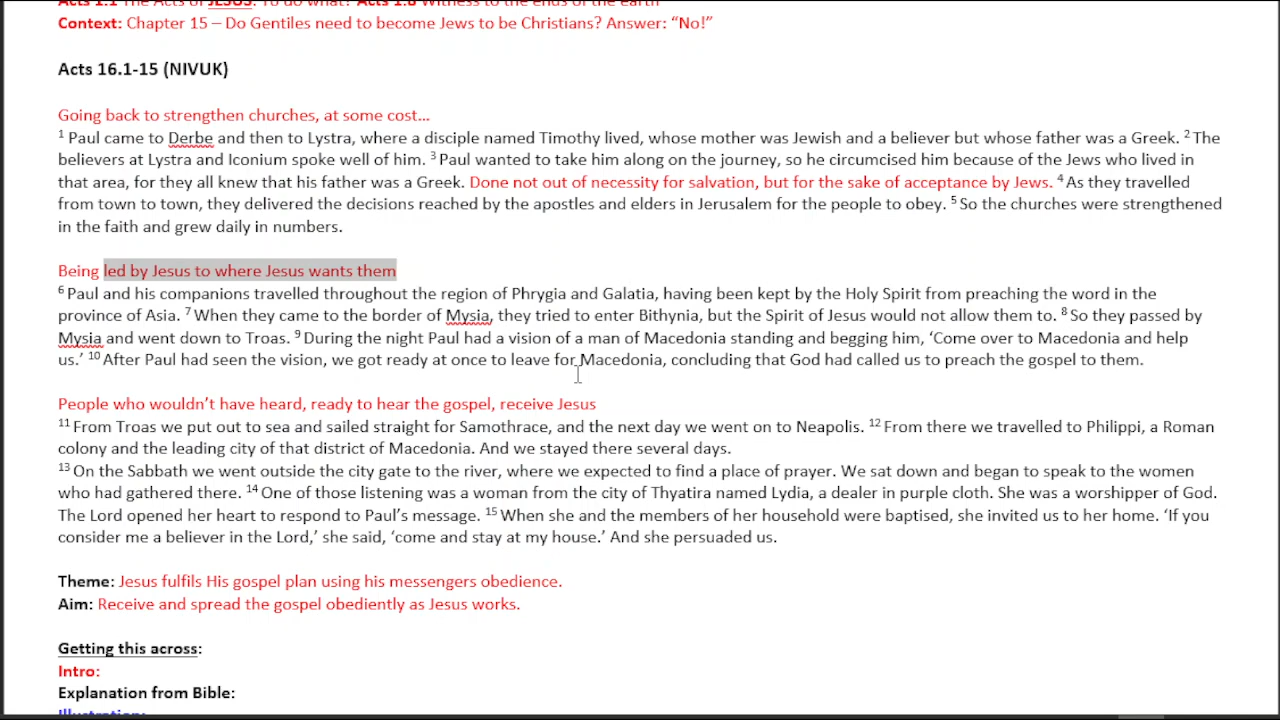 Acts 1.1 The Acts of JESUS. To do what? Acts 1.8 Witness to the ends of the earth
Context: Chapter 15 – Do Gentiles need to become Jews to be Christians? Answer: “No!”
Acts 16.1-15 (NIVUK)
Going back to strengthen churches, at some cost…
1 Paul came to Derbe and then to Lystra, where a disciple named Timothy lived, whose mother was Jewish and a believer but whose father was a Greek. 2 The
believers at Lystra and Iconium spoke well of him. 3 Paul wanted to take him along on the journey, so he circumcised him because of the Jews who lived in
that area, for they all knew that his father was a Greek. Done not out of necessity for salvation, but for the sake of acceptance by Jews. 4 As they travelled
from town to town, they delivered the decisions reached by the apostles and elders in Jerusalem for the people to obey. 5 So the churches were strengthened
in the faith and grew daily in numbers.
Being led by Jesus to where Jesus wants them
6 Paul and his companions travelled throughout the region of Phrygia and Galatia, having been kept by the Holy Spirit from preaching the word in the
province of Asia. 7 When they came to the border of Mysia, they tried to enter Bithynia, but the Spirit of Jesus would not allow them to. 8 So they passed by
Mysia and went down to Troas. 9 During the night Paul had a vision of a man of Macedonia standing and begging him, ‘Come over to Macedonia and help
us.’ 10 After Paul had seen the vision, we got ready at once to leave for Macedonia, concluding that God had called us to preach the gospel to them.
People who wouldn’t have heard, ready to hear the gospel, receive Jesus
11 From Troas we put out to sea and sailed straight for Samothrace, and the next day we went on to Neapolis. 12 From there we travelled to Philippi, a Roman
colony and the leading city of that district of Macedonia. And we stayed there several days.
13 On the Sabbath we went outside the city gate to the river, where we expected to find a place of prayer. We sat down and began to speak to the women
who had gathered there. 14 One of those listening was a woman from the city of Thyatira named Lydia, a dealer in purple cloth. She was a worshipper of God.
The Lord opened her heart to respond to Paul’s message. 15 When she and the members of her household were baptised, she invited us to her home. ‘If you
consider me a believer in the Lord,’ she said, ‘come and stay at my house.’ And she persuaded us.
Theme: Jesus fulfils His gospel plan using his messengers obedience.
Aim: Receive and spread the gospel obediently as Jesus works.
Getting this across:
Intro:
Explanation from Bible:
Illustration: